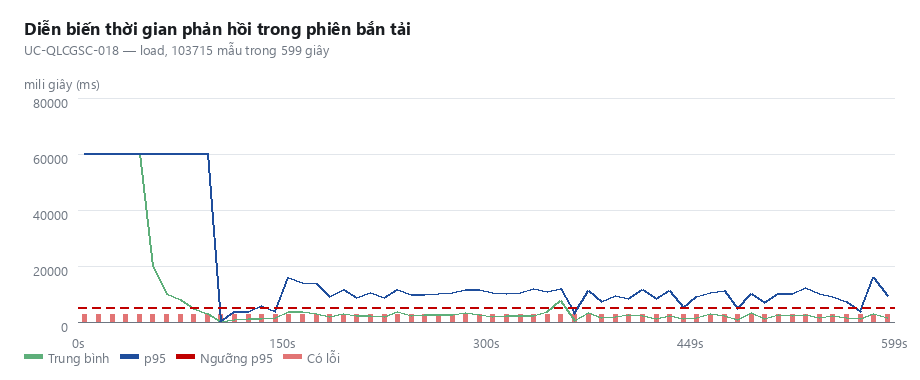 Diễn biến thời gian phản hồi trong phiên bắn tải
UC-QLCGSC-018 — load, 103715 mẫu trong 599 giây
mili giây (ms)
80000
60000
40000
20000
0
0s 150s 300s 449s 599s
Trung bình p95 Ngưỡng p95 Có lỗi